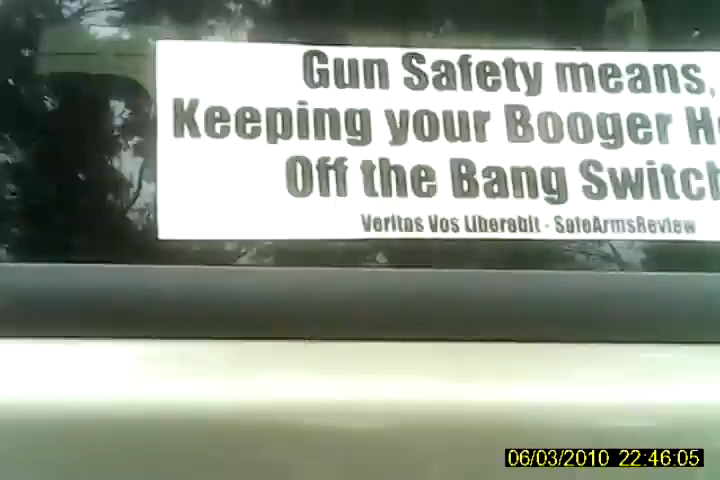 Gun Safety means,
Keeping your Booger
Off the Bang Switch
Veritas Vos Liberabit - SafeArmsReview
06/03/2010 22:46:05